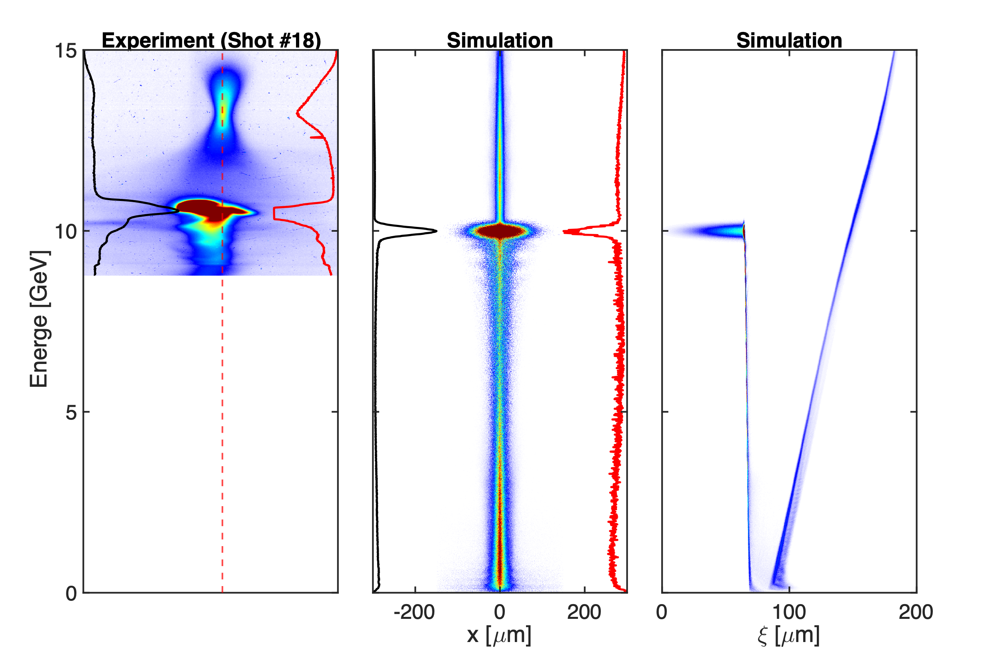 Experiment (Shot #18)
Simulation
Simulation
15
10
5
0
Energe [GeV]
-200 0 200
x [μm]
0 100 200
ξ [μm]